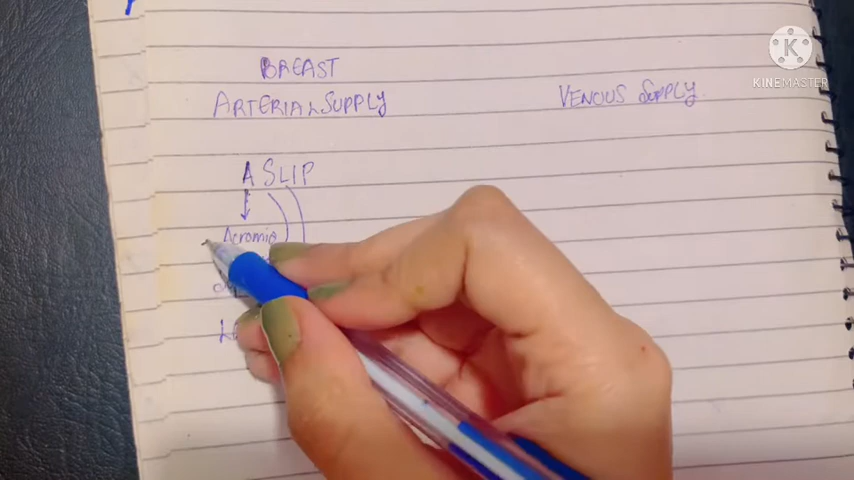 BREAST
ARTERIAL SUPPLY
VENOUS SUPPLY
A SLIP
Acromio
KINEMASTER